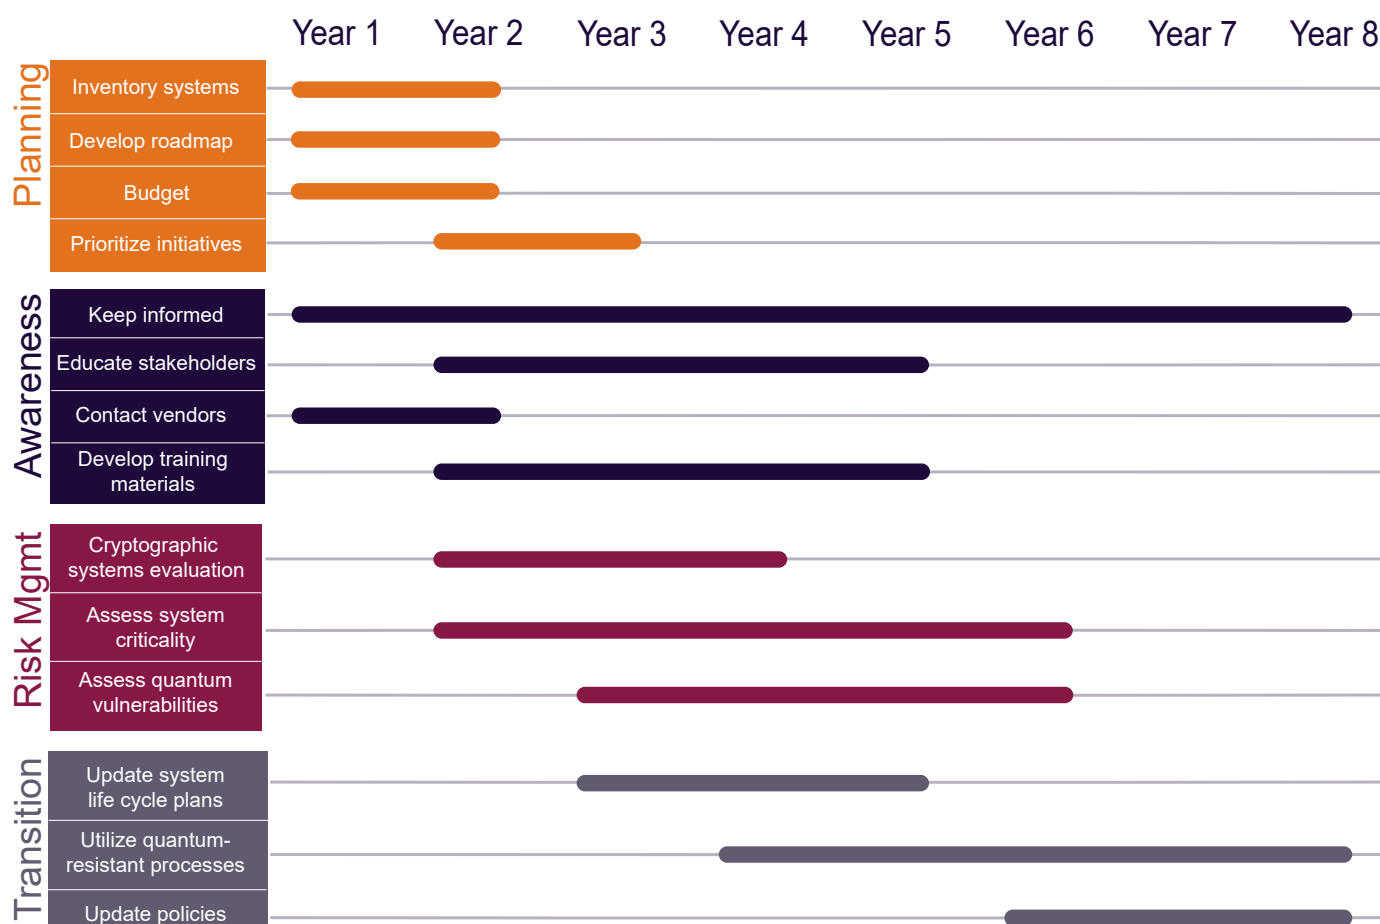 Year 1 Year 2 Year 3 Year 4 Year 5 Year 6 Year 7 Year 8
Planning
Inventory systems
Develop roadmap
Budget
Prioritize initiatives
Awareness
Keep informed
Educate stakeholders
Contact vendors
Develop training
materials
Risk Mgmt
Cryptographic
systems evaluation
Assess system
criticality
Assess quantum
vulnerabilities
Transition
Update system
life cycle plans
Utilize quantum-
resistant processes
Update policies